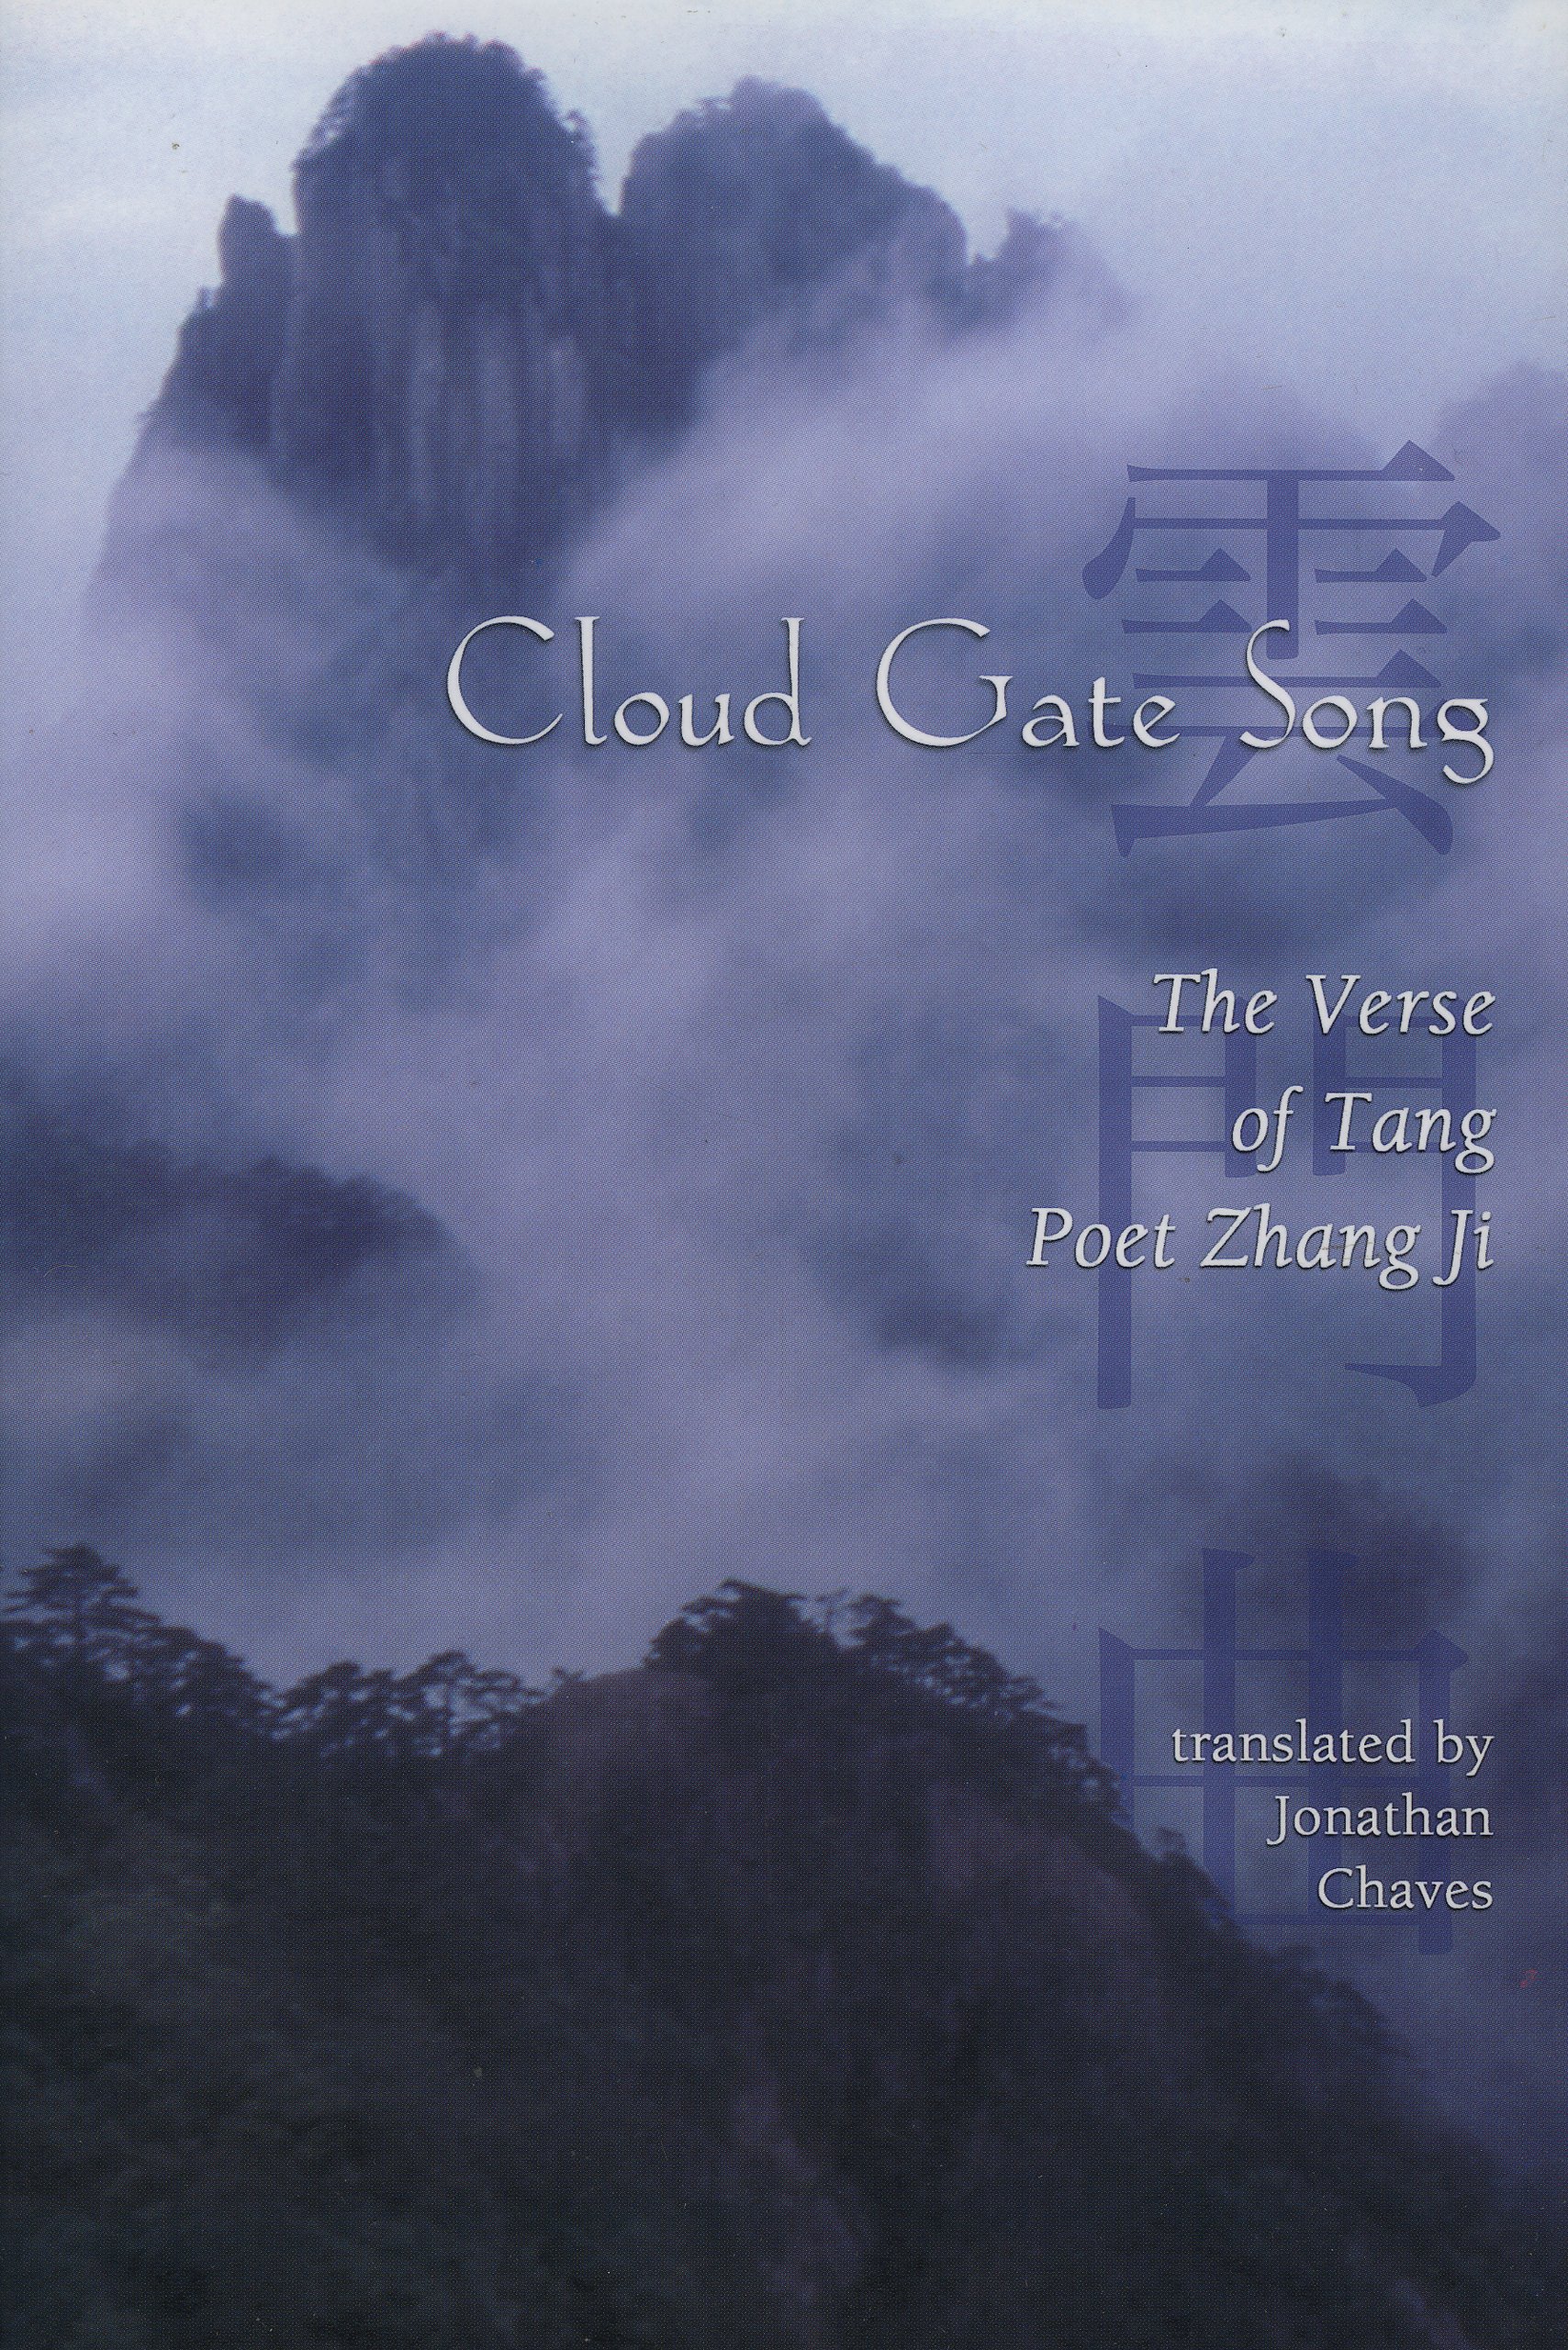 Cloud Gate Song
雲門曲
The Verse
of Tang
Poet Zhang Ji
translated by
Jonathan
Chaves